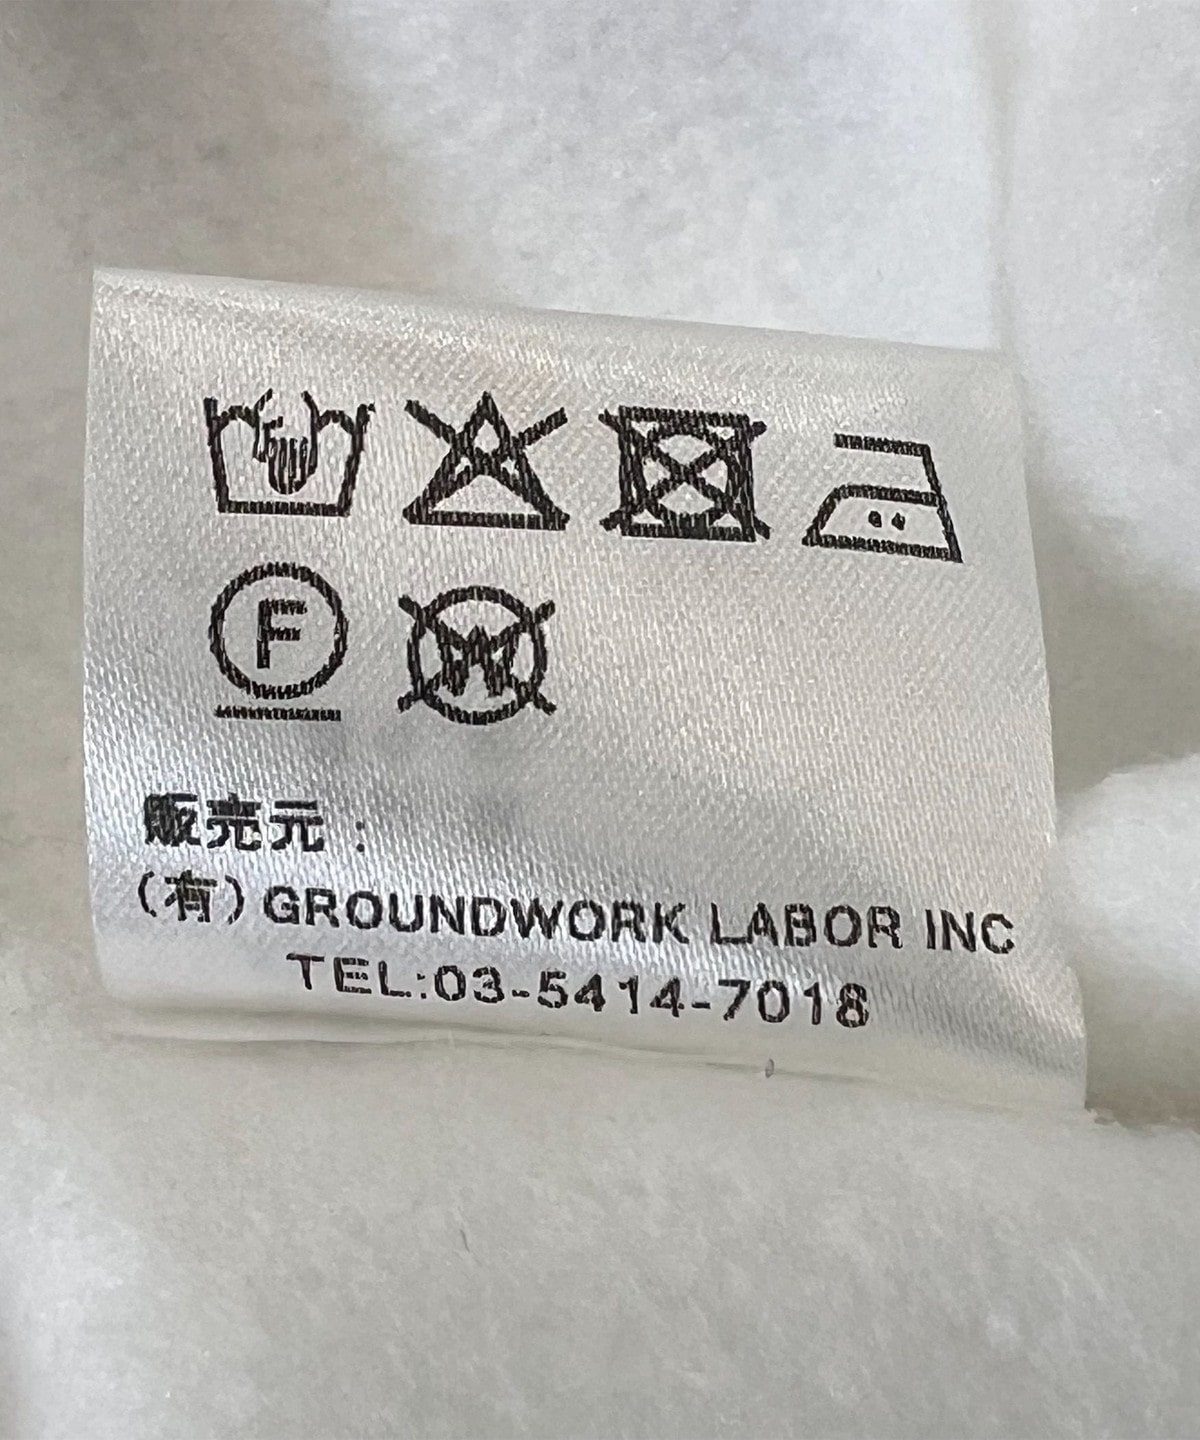 F
W
販売元:
(有) GROUNDWORK LABOR INC
TEL:03-5414-7018